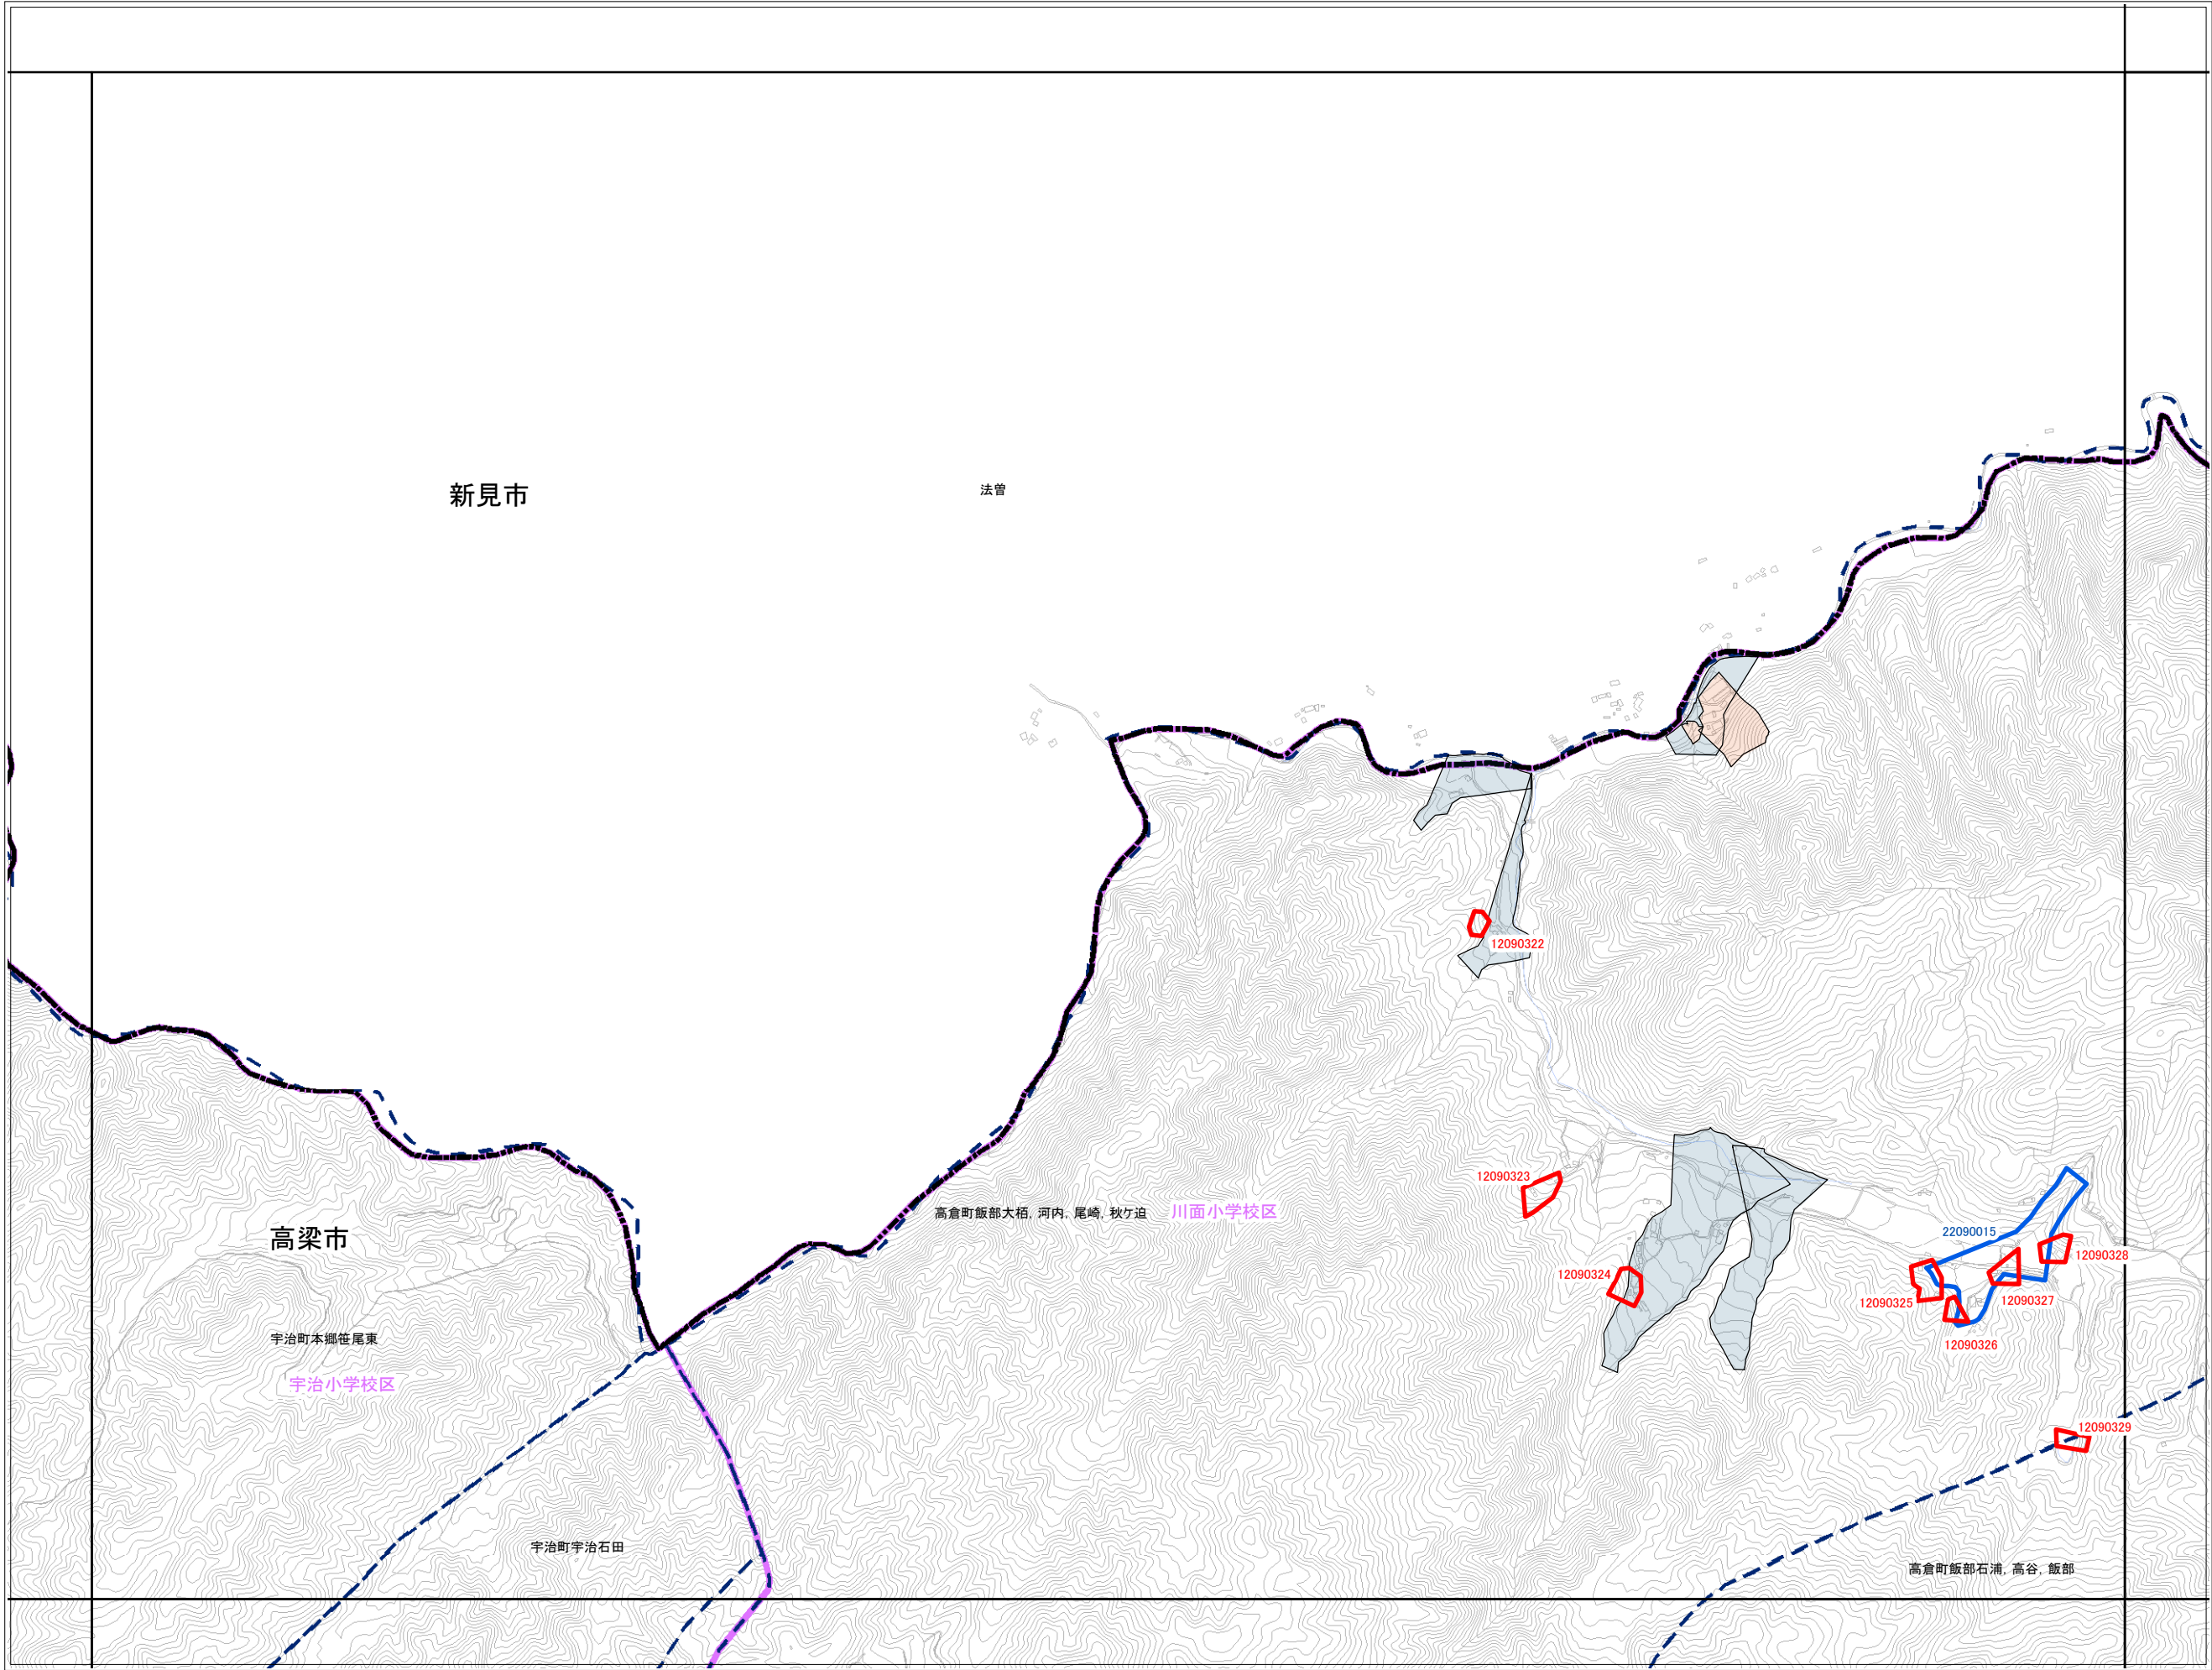 新見市
法曽
12090322
12090323
高倉町飯部大栢, 河内, 尾崎, 秋ケ迫
川面小学校区
高梁市
22090015
12090328
12090324
12090325
12090327
宇治町本郷笹尾東
12090326
宇治小学校区
12090329
宇治町宇治石田
高倉町飯部石浦, 高谷, 飯部